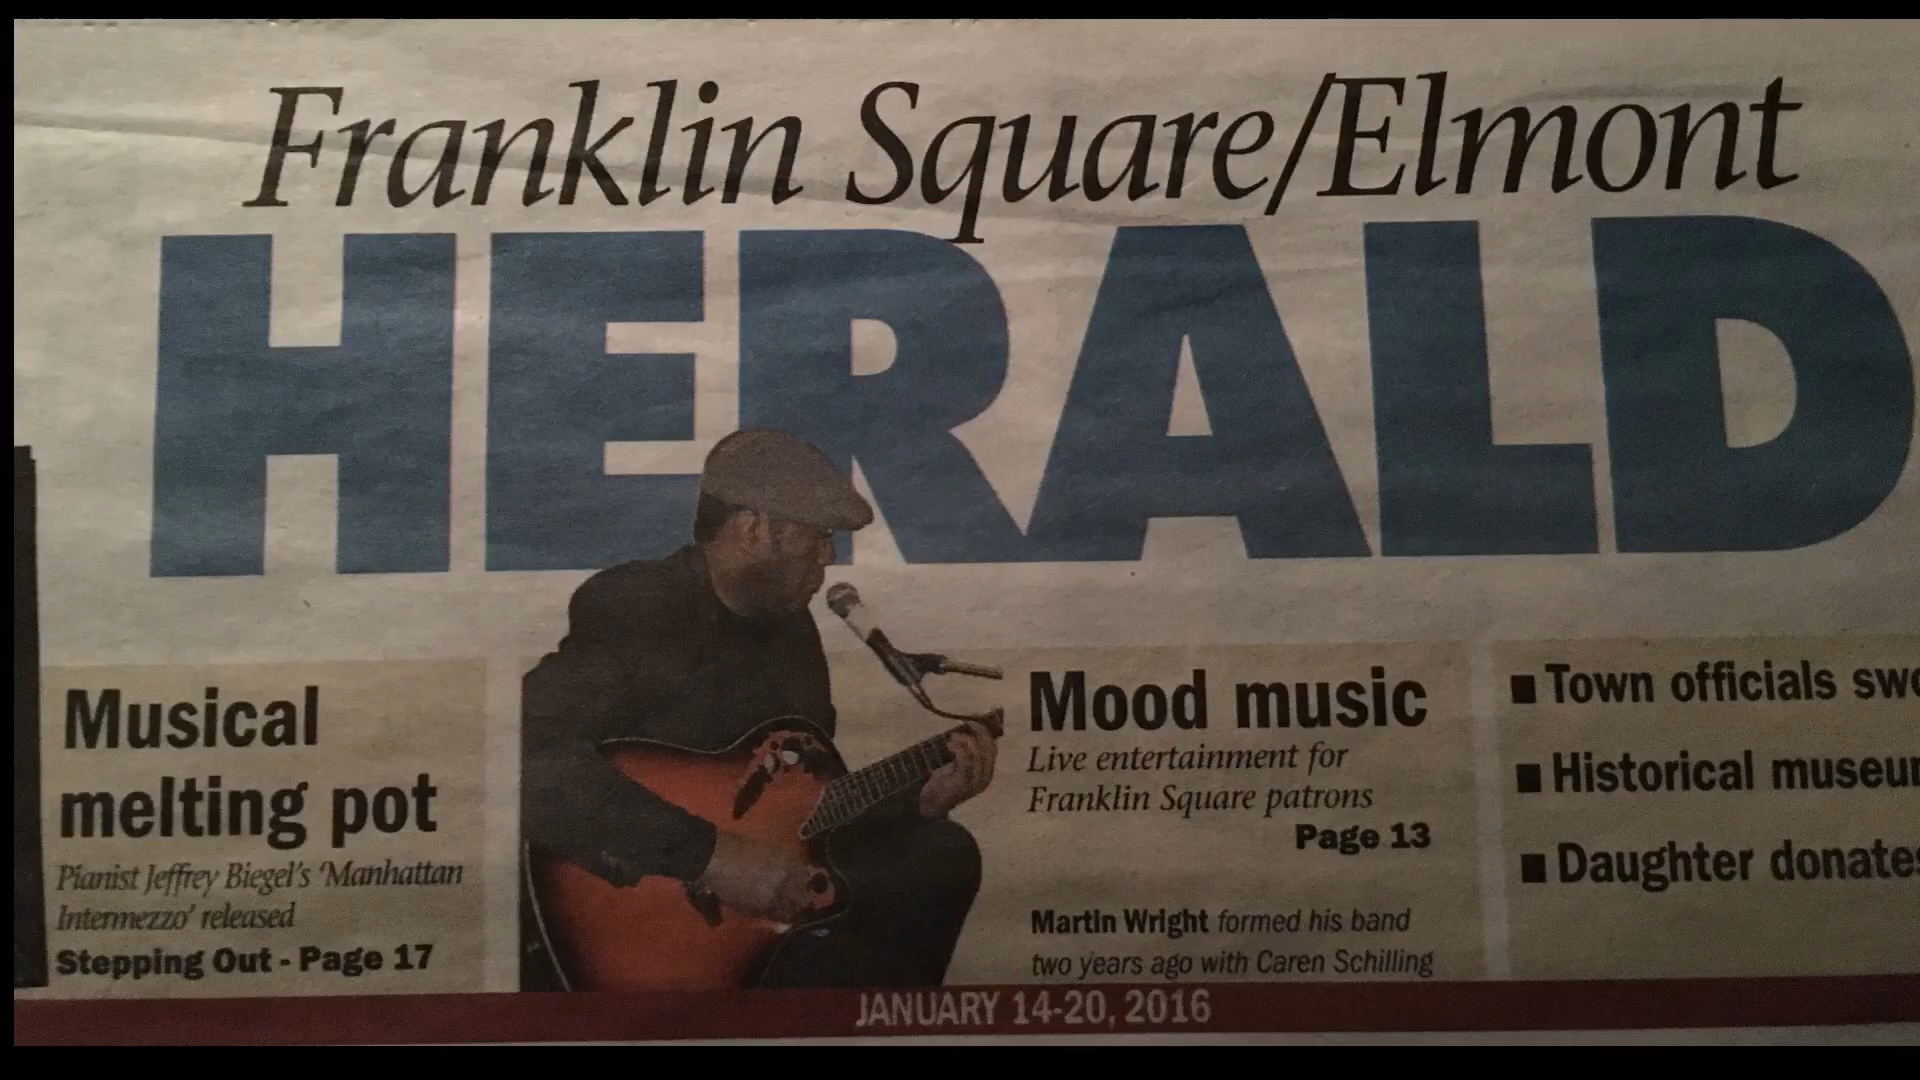 Franklin Square/Elmont
HERALD
Musical
melting pot
Pianist Jeffrey Biegel's 'Manhattan
Intermezzo' released
Stepping Out - Page 17
Mood music
Live entertainment for
Franklin Square patrons
Page 13
Martin Wright formed his band
two years ago with Caren Schilling
■ Town officials
■ Historical
■ Daughter donates
JANUARY 14-20, 2016